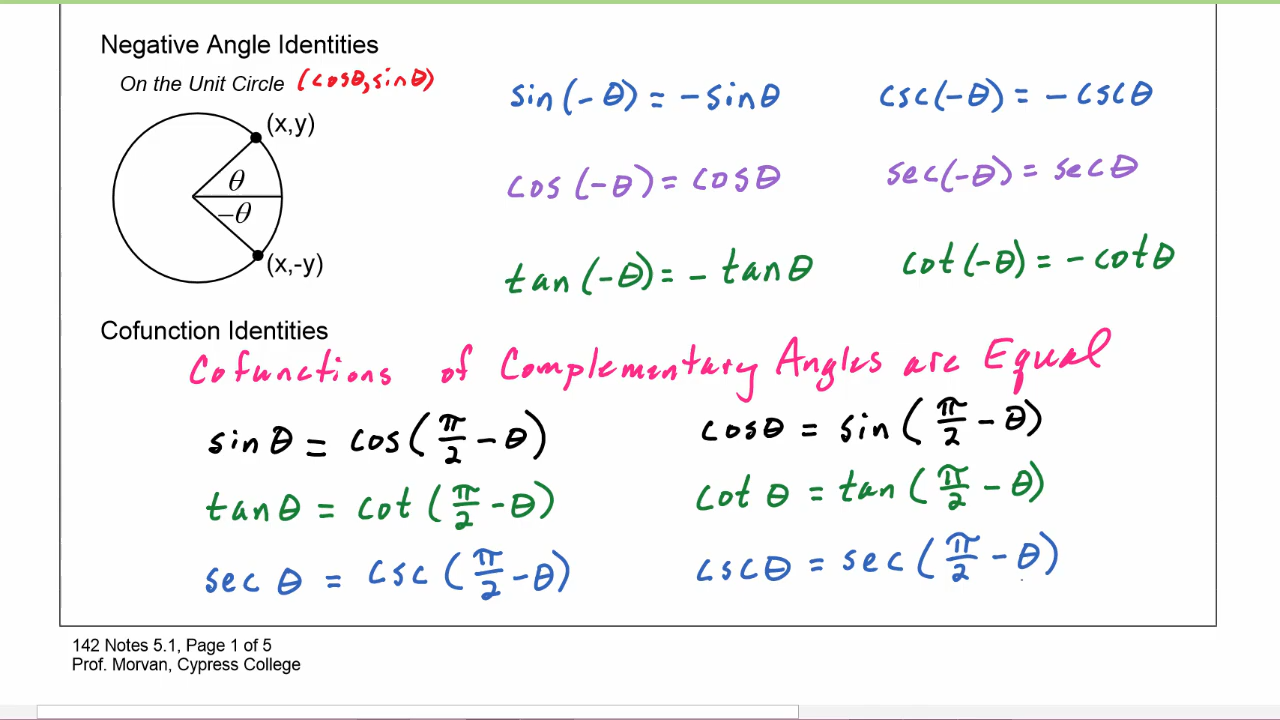 Negative Angle Identities
On the Unit Circle (cosθ, sinθ)
(x,y)
θ
−θ
(x,-y)
sin(-θ) = -sinθ csc(-θ) = -cscθ
cos(-θ) = cosθ sec(-θ) = secθ
tan(-θ) = -tanθ cot(-θ) = -cotθ
Cofunction Identities
Cofunctions of Complementary Angles are Equal
sinθ = cos(π/2 - θ) cosθ = sin(π/2 - θ)
tanθ = cot(π/2 - θ) cotθ = tan(π/2 - θ)
secθ = csc(π/2 - θ) cscθ = sec(π/2 - θ)
142 Notes 5.1, Page 1 of 5
Prof. Morvan, Cypress College